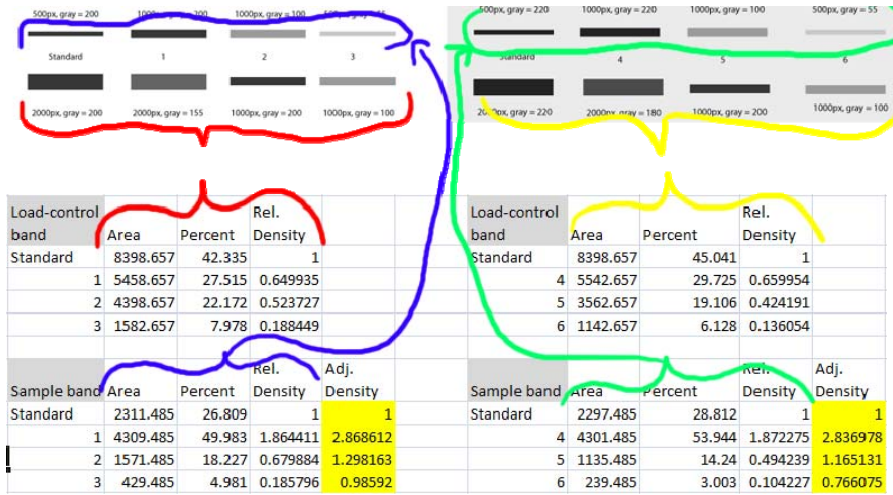 500px, gray = 200 1000px, gray = 200 1000px, gray = 100 500px, gray = 55
Standard 1 2 3
2000px, gray = 200 2000px, gray = 155 1000px, gray = 200 1000px, gray = 100
500px, gray = 220 1000px, gray = 220 1000px, gray = 100 500px, gray = 55
Standard 4 5 6
2000px, gray = 220 2000px, gray = 180 1000px, gray = 200 1000px, gray = 100
Load-control Rel.
band Area Percent Density
Standard 8398.657 42.335 1
1 5458.657 27.515 0.649935
2 4398.657 22.172 0.523727
3 1582.657 7.978 0.188449
Rel. Adj.
Sample band Area Percent Density Density
Standard 2311.485 26.809 1 1
1 4309.485 49.983 1.864411 2.868612
2 1571.485 18.227 0.679884 1.298163
3 429.485 4.981 0.185796 0.98592
Load-control Rel.
band Area Percent Density
Standard 8398.657 45.041 1
4 5542.657 29.725 0.659954
5 3562.657 19.106 0.424191
6 1142.657 6.128 0.136054
Rel. Adj.
Sample band Area Percent Density Density
Standard 2297.485 28.812 1 1
4 4301.485 53.944 1.872275 2.836978
5 1135.485 14.24 0.494239 1.165131
6 239.485 3.003 0.104227 0.766075